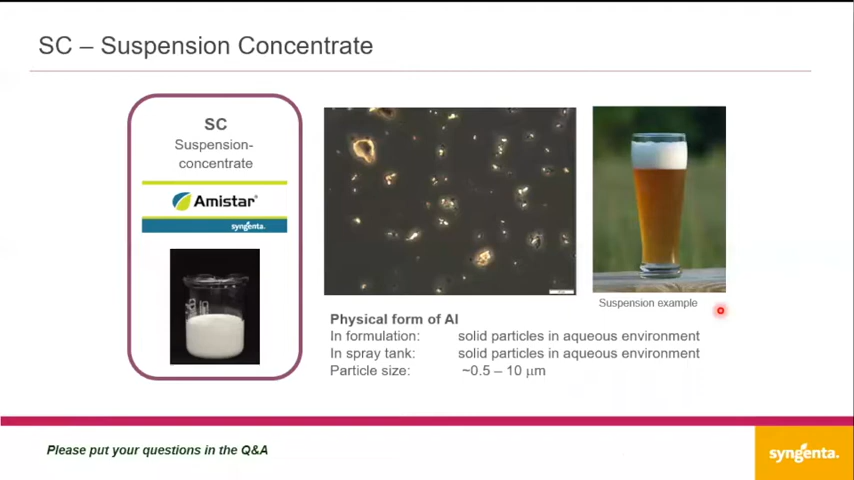 SC – Suspension Concentrate
SC
Suspension-
concentrate
Amistar®
syngenta.
Suspension example
Physical form of AI
In formulation: solid particles in aqueous environment
In spray tank: solid particles in aqueous environment
Particle size: ~0.5 – 10 μm
Please put your questions in the Q&A
syngenta.